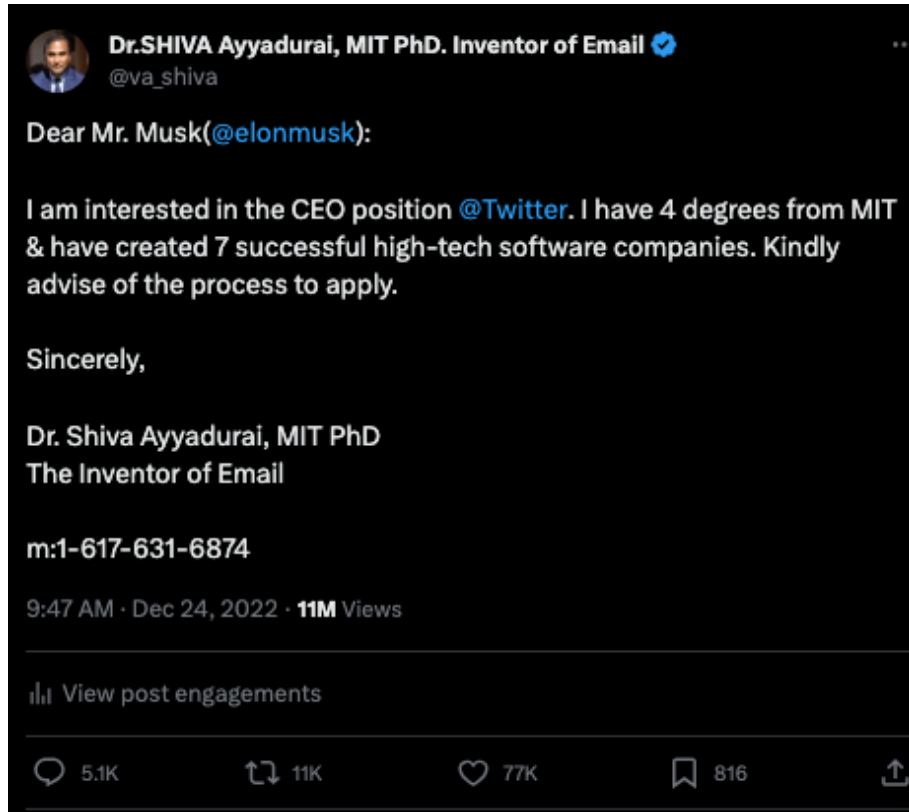 Dr.SHIVA Ayyadurai, MIT PhD. Inventor of Email
@va_shiva
Dear Mr. Musk(@elonmusk):
I am interested in the CEO position @Twitter. I have 4 degrees from MIT
& have created 7 successful high-tech software companies. Kindly
advise of the process to apply.
Sincerely,
Dr. Shiva Ayyadurai, MIT PhD
The Inventor of Email
m:1-617-631-6874
9:47 AM · Dec 24, 2022 · 11M Views
View post engagements
5.1K 11K 77K 816